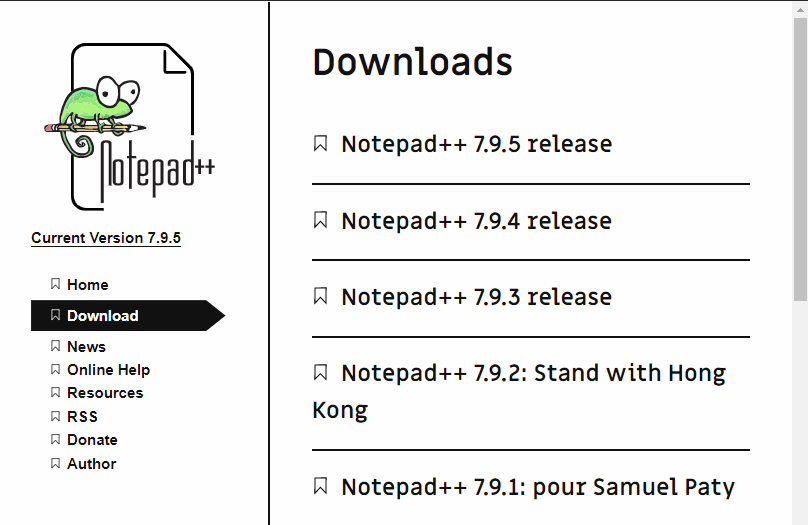 Notepad++
Current Version 7.9.5
Home
Download
News
Online Help
Resources
RSS
Donate
Author
Downloads
Notepad++ 7.9.5 release
Notepad++ 7.9.4 release
Notepad++ 7.9.3 release
Notepad++ 7.9.2: Stand with Hong
Kong
Notepad++ 7.9.1: pour Samuel Paty